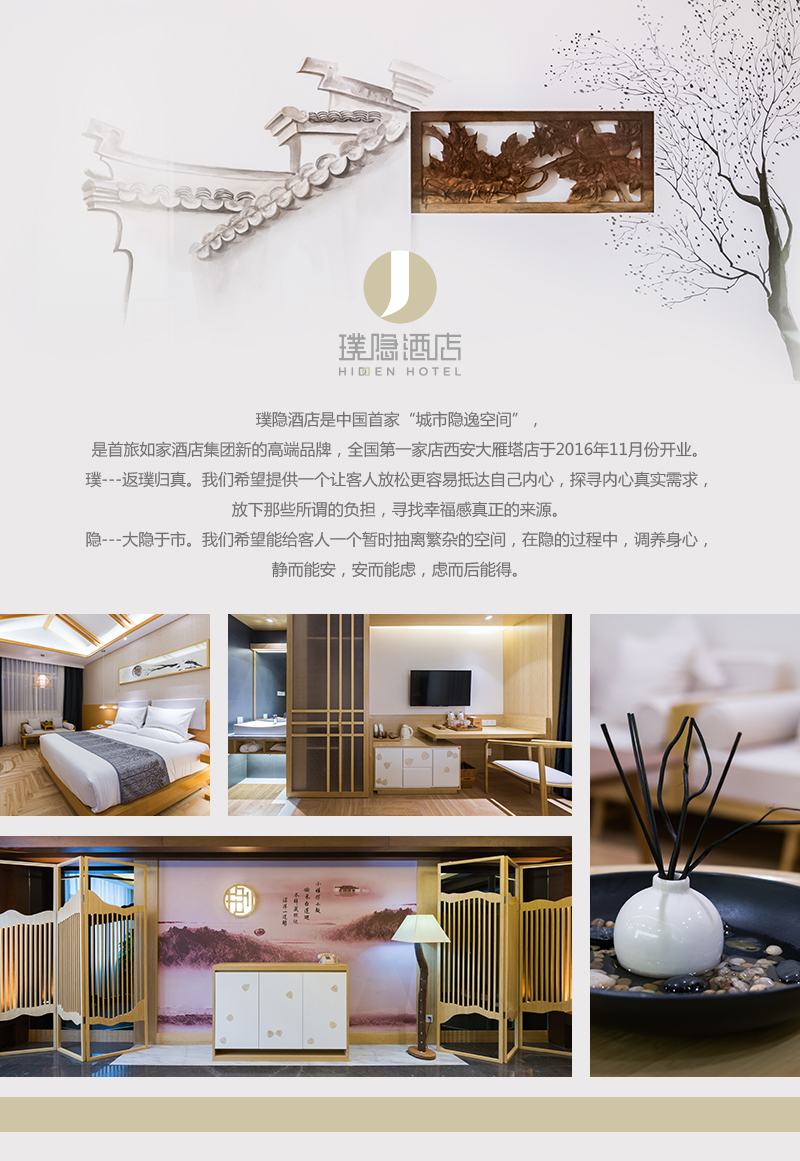 璞隐酒店
HIDDEN HOTEL
璞隐酒店是中国首家“城市隐逸空间”，
是首旅如家酒店集团新的高端品牌，全国第一家店西安大雁塔店于2016年11月份开业。
璞---返璞归真。我们希望提供一个让客人放松更容易抵达自己内心，探寻内心真实需求，
放下那些所谓的负担，寻找幸福感真正的来源。
隐---大隐于市。我们希望能给客人一个暂时抽离繁杂的空间，在隐的过程中，调养身心，
静而能安，安而能虑，虑而后能得。